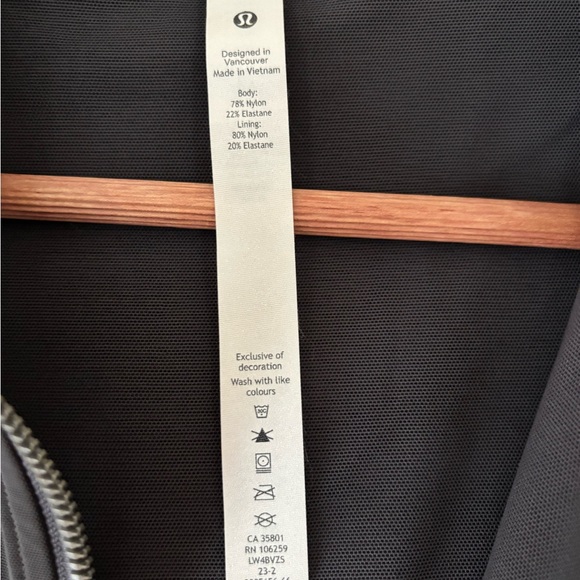 Designed in
Vancouver
Made in Vietnam
Body:
78% Nylon
22% Elastane
Lining:
80% Nylon
20% Elastane
Exclusive of
decoration
Wash with like
colours
CA 35801
RN 106259
LW4BVZS
23-2